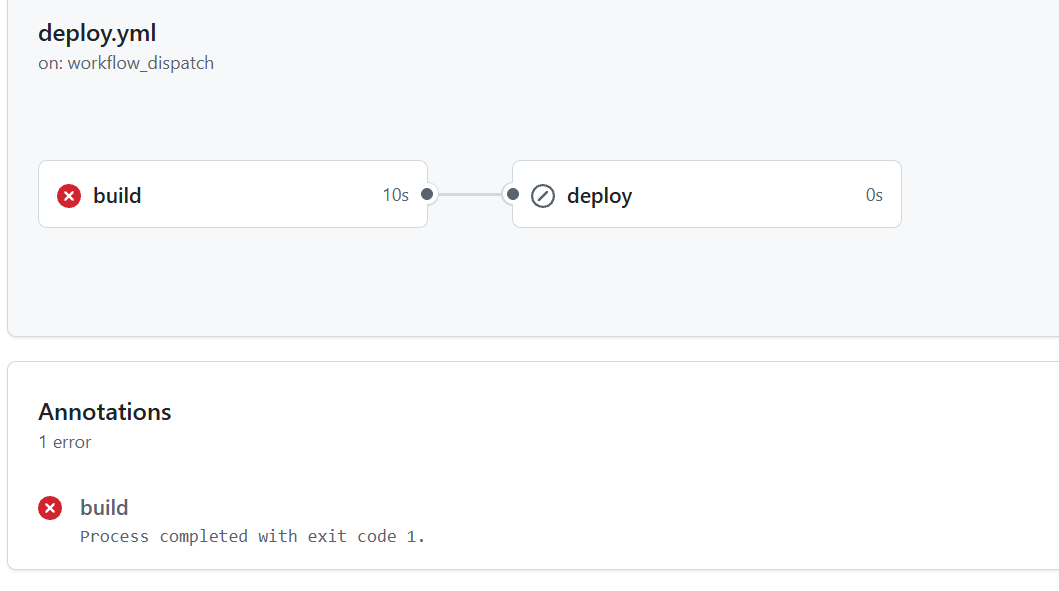 deploy.yml
on: workflow_dispatch
build 10s
deploy 0s
Annotations
1 error
build
Process completed with exit code 1.